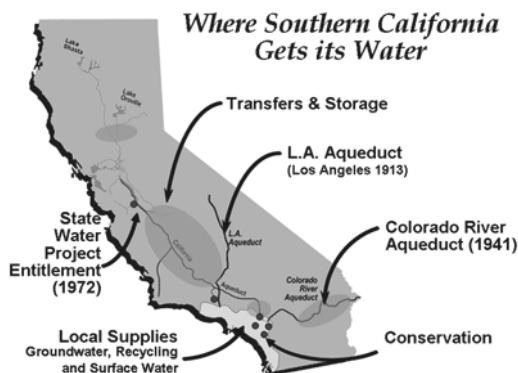 Where Southern California
Gets its Water
Lake
Shasta
Lake
Oroville
Transfers & Storage
L.A. Aqueduct
(Los Angeles 1913)
State
Water
Project
Entitlement
(1972)
L.A.
Aqueduct
California
Aqueduct
Colorado River
Aqueduct (1941)
Colorado
River
Aqueduct
Local Supplies
Groundwater, Recycling
and Surface Water
Conservation